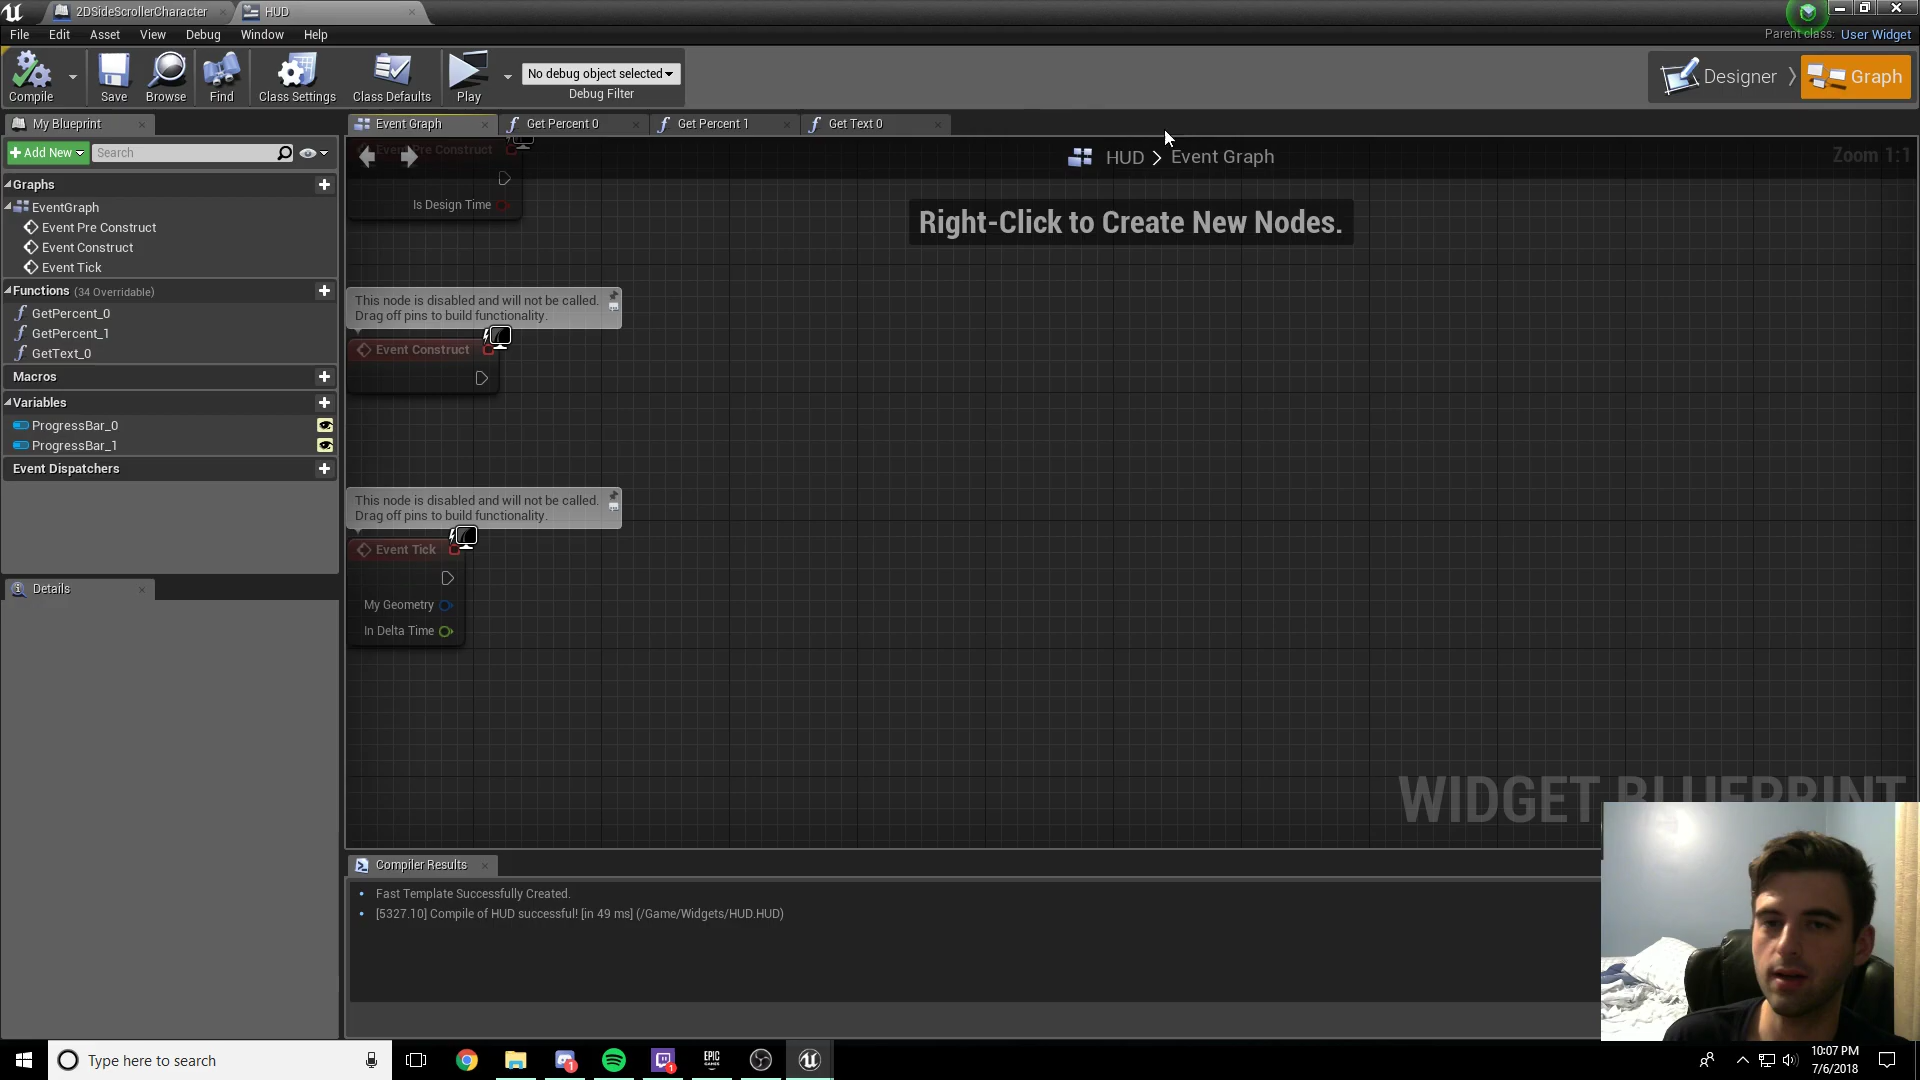 2DSideScrollerCharacter
HUD
File Edit Asset View Debug Window Help
Parent class: User Widget
Compile
Save
Browse
Find
Class Settings
Class Defaults
Play
No debug object selected
Debug Filter
Designer
Graph
My Blueprint
Event Graph
Get Percent 0
Get Percent 1
Get Text 0
Add New
Search
HUD > Event Graph
Zoom 1:1
Graphs
EventGraph
Event Pre Construct
Event Construct
Event Tick
Functions (34 Overridable)
GetPercent_0
GetPercent_1
GetText_0
Macros
Variables
ProgressBar_0
ProgressBar_1
Event Dispatchers
Details
Event Pre Construct
Is Design Time
Right-Click to Create New Nodes.
This node is disabled and will not be called.
Drag off pins to build functionality.
Event Construct
This node is disabled and will not be called.
Drag off pins to build functionality.
Event Tick
My Geometry
In Delta Time
WIDGET BLUEPRINT
Compiler Results
Fast Template Successfully Created.
[5327.10] Compile of HUD successful! [in 49 ms] (/Game/Widgets/HUD.HUD)
Type here to search
EPIC
GAMES
10:07 PM
7/6/2018